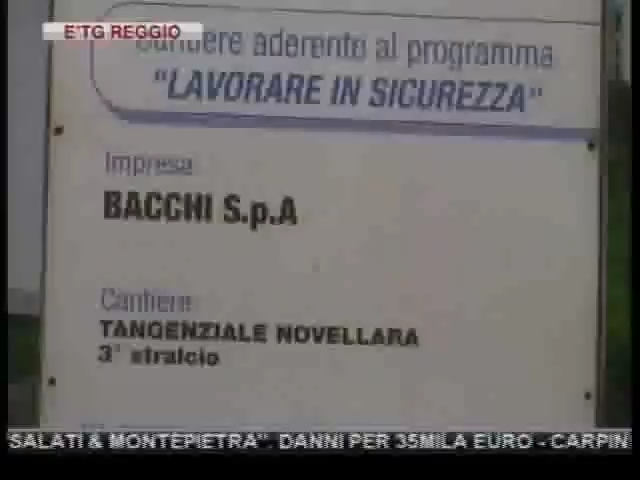 E'TG REGGIO
Cantiere aderente al programma
"LAVORARE IN SICUREZZA"
Impresa
BACCHI S.p.A
Cantiere
TANGENZIALE NOVELLARA
3° stralcio
SALATI & MONTEPIETRA". DANNI PER 35MILA EURO - CARPIN